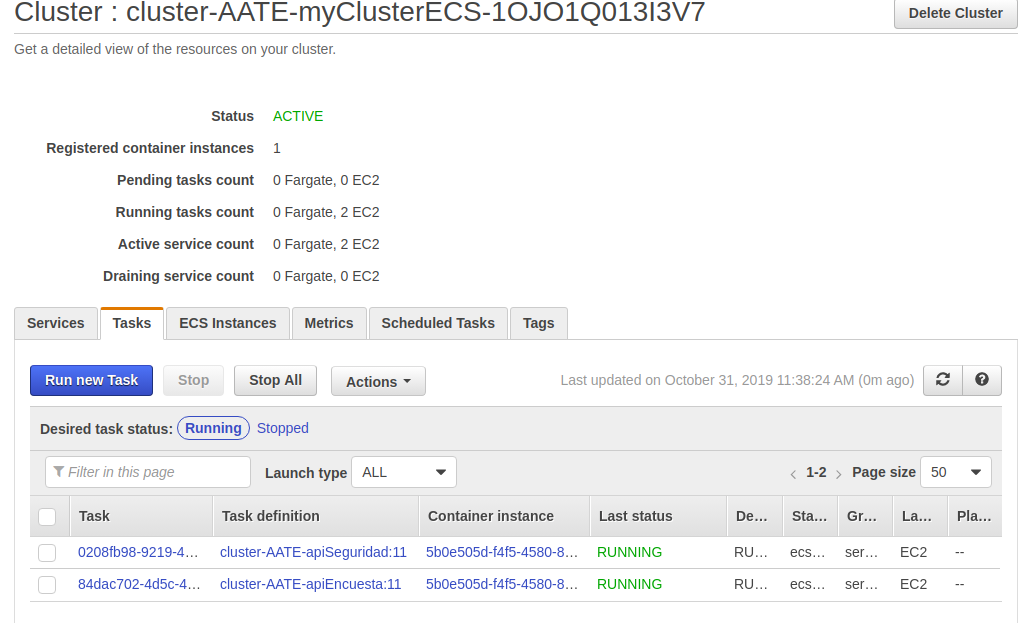 Cluster : cluster-AATE-myClusterECS-1OJO1Q013I3V7
Delete Cluster
Get a detailed view of the resources on your cluster.
Status ACTIVE
Registered container instances 1
Pending tasks count 0 Fargate, 0 EC2
Running tasks count 0 Fargate, 2 EC2
Active service count 0 Fargate, 2 EC2
Draining service count 0 Fargate, 0 EC2
Services Tasks ECS Instances Metrics Scheduled Tasks Tags
Run new Task Stop Stop All Actions Last updated on October 31, 2019 11:38:24 AM (0m ago)
Desired task status: Running Stopped
Filter in this page Launch type ALL 1-2 Page size 50
Task Task definition Container instance Last status De... Sta... Gr... La... Pla...
0208fb98-9219-4... cluster-AATE-apiSeguridad:11 5b0e505d-f4f5-4580-8... RUNNING RU... ecs... ser... EC2 --
84dac702-4d5c-4... cluster-AATE-apiEncuesta:11 5b0e505d-f4f5-4580-8... RUNNING RU... ecs... ser... EC2 --